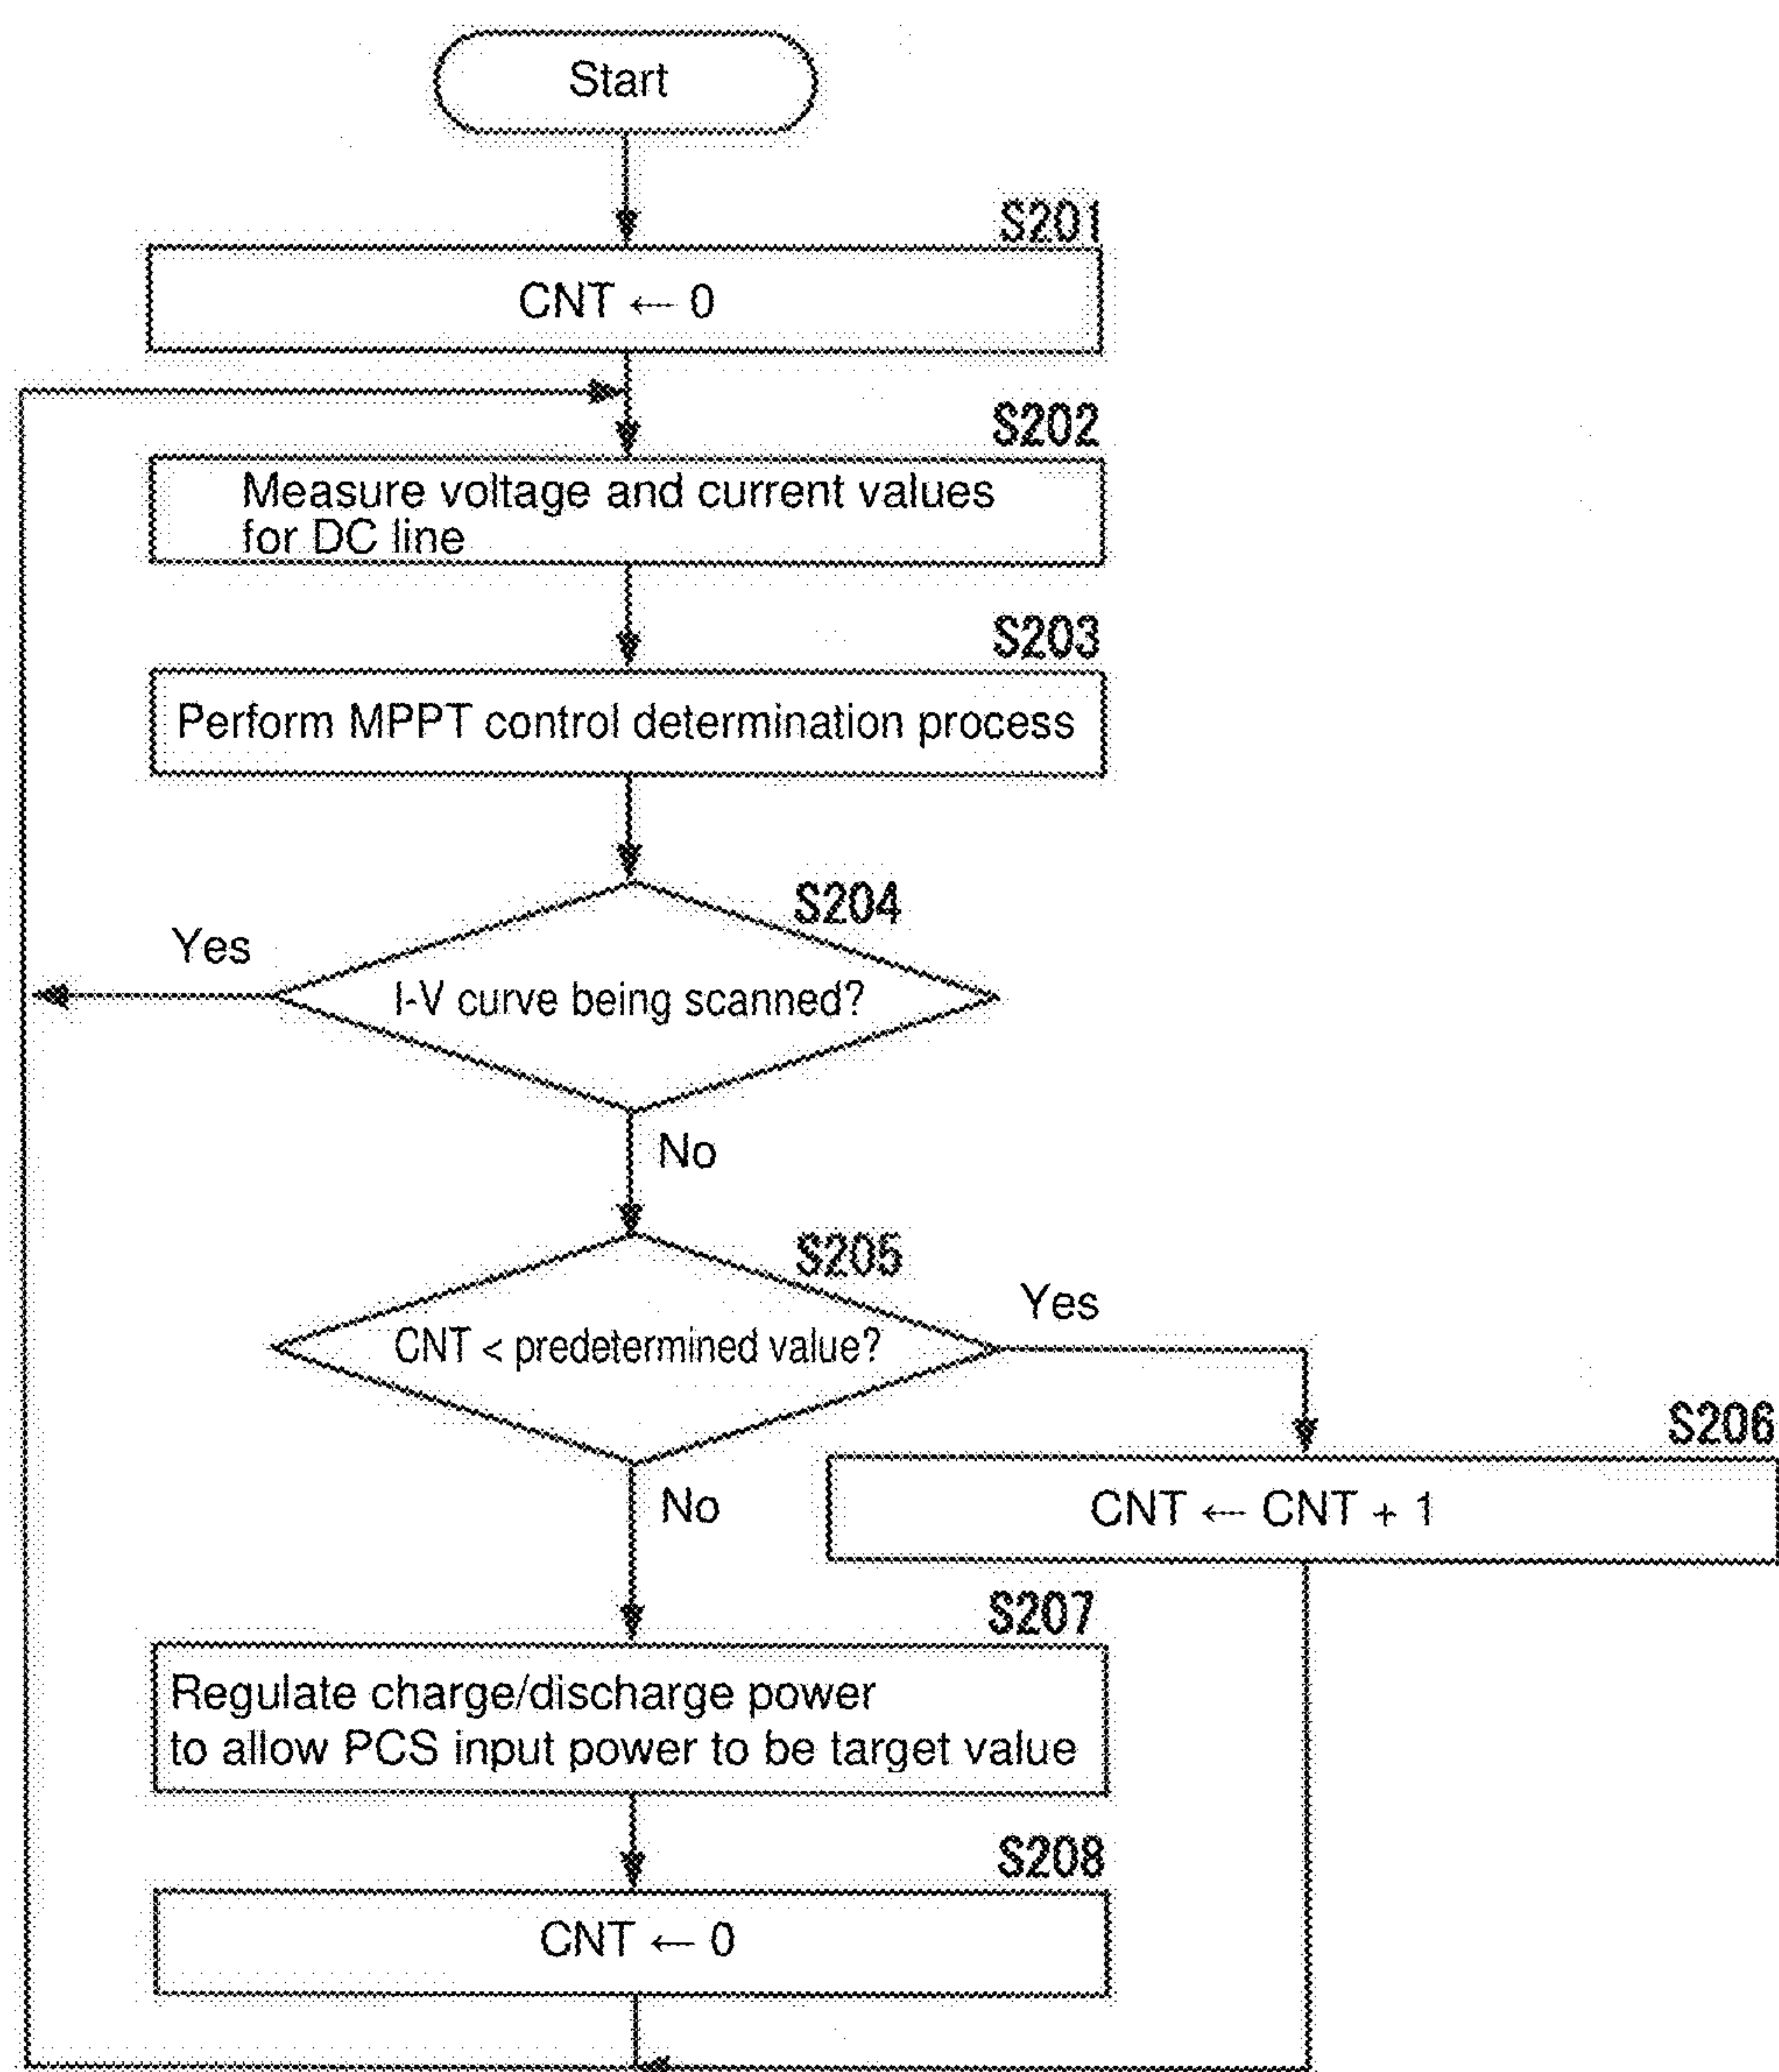 Start
S201
CNT ← 0
S202
Measure voltage and current values
for DC line
S203
Perform MPPT control determination process
S204
Yes
I-V curve being scanned?
No
S205
Yes
CNT < predetermined value?
S206
No
CNT ← CNT + 1
S207
Regulate charge/discharge power
to allow PCS input power to be target value
S208
CNT ← 0